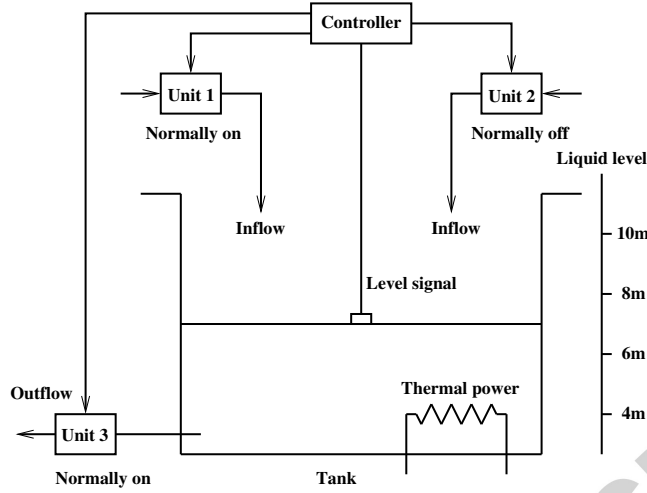 Controller
Unit 1
Unit 2
Normally on
Normally off
Liquid level
Inflow
Inflow
10m
Level signal
8m
6m
Thermal power
Outflow
4m
Unit 3
Normally on
Tank